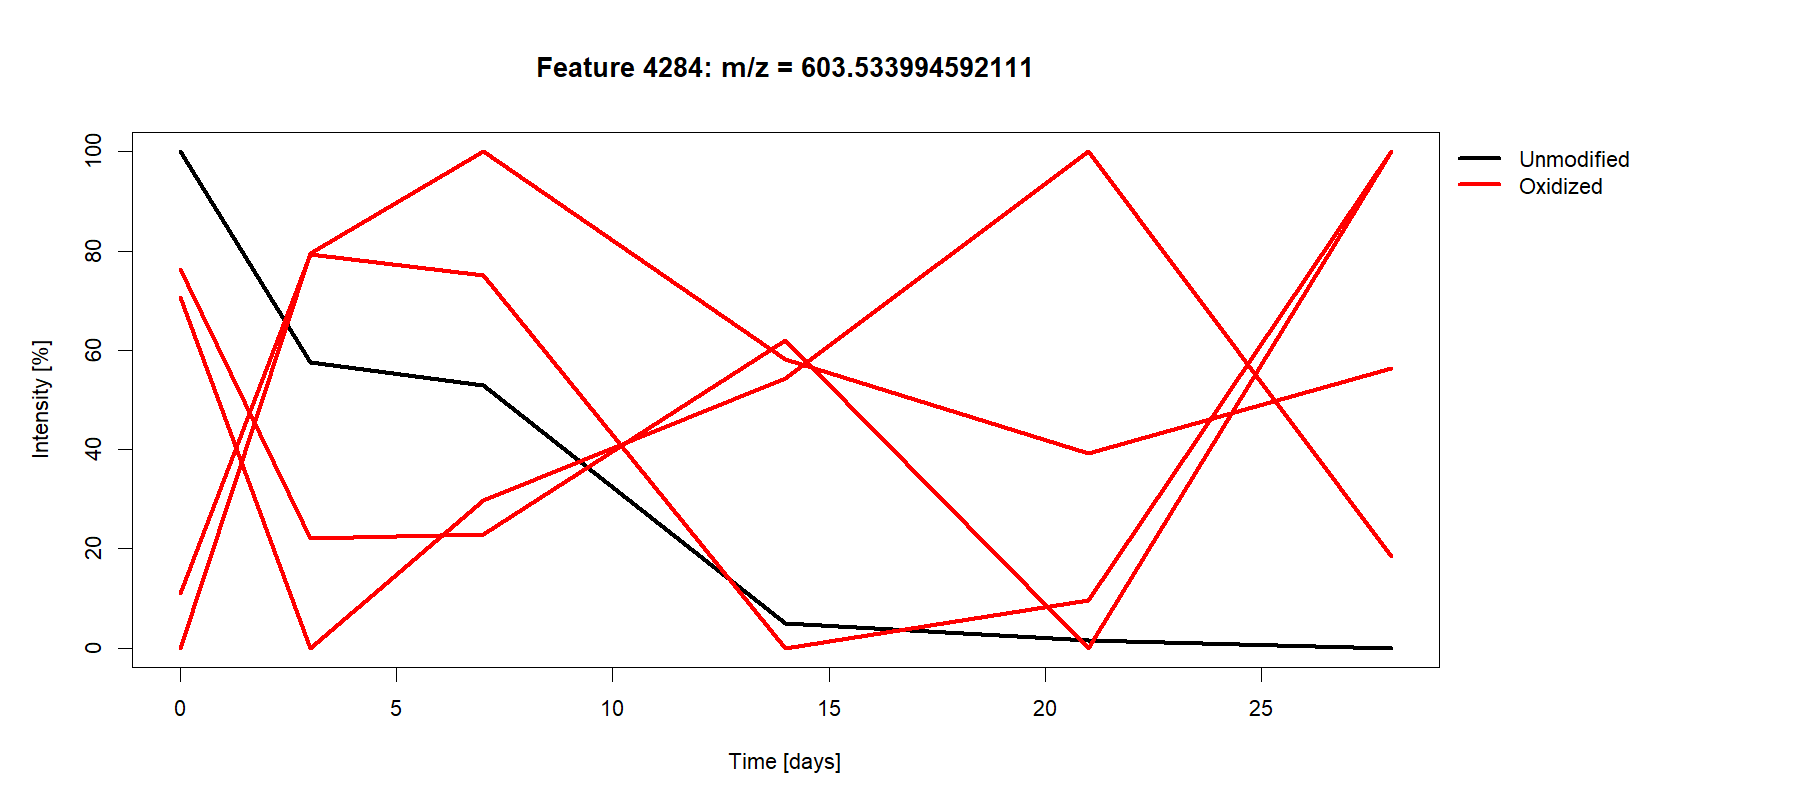 Feature 4284: m/z = 603.533994592111
Unmodified
Oxidized
100
80
60
40
20
0
Intensity [%]
0 5 10 15 20 25
Time [days]